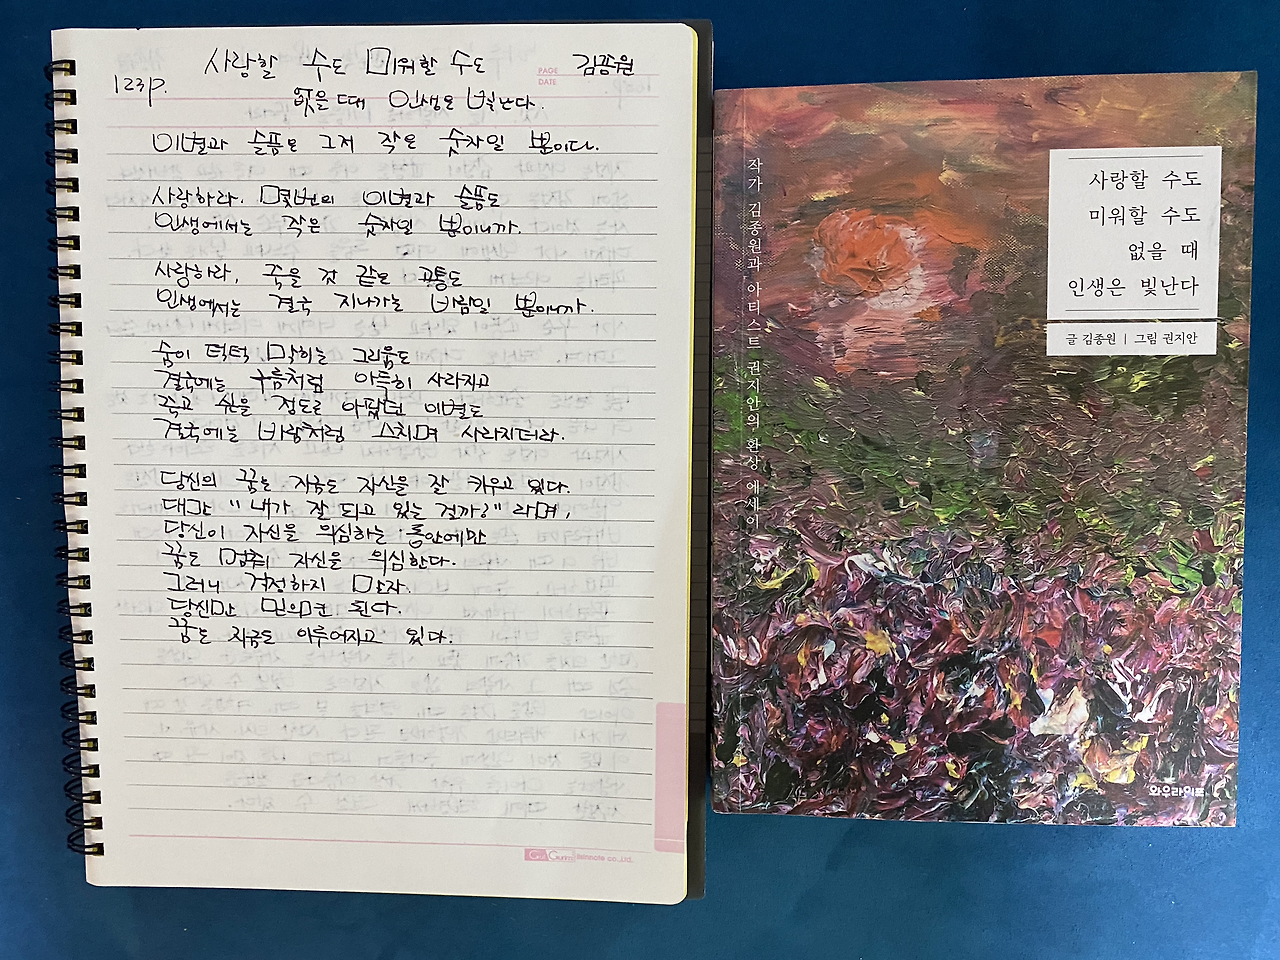 사랑할 수도 미워할 수도 김종원
123p.
없을 때 인생은 빛난다.
PAGE
DATE
이별과 슬픔은 그저 작은 숫자일 뿐이다.
사랑하라. 몇번의 이별과 슬픔도
인생에서는 작은 숫자일 뿐이니까.
사랑하라, 죽을 것 같은 고통도
인생에서는 결국 지나가는 바람일 뿐이니까.
숨이 턱턱 막히는 그리움도
결국에는 구름처럼 아득히 사라지고
죽고 싶을 정도로 아팠던 이별도
결국에는 바람처럼 스치며 사라지더라.
당신의 꿈은, 지금도 자신을 잘 키우고 있다.
다만 "내가 잘 되고 있는 걸까?" 라며,
당신이 자신을 의심하는 동안에만
꿈도 멈춰 자신을 의심한다.
그러니 걱정하지 말자.
당신만 믿으면 된다.
꿈은 지금도 이루어지고 있다.
작가 김종원과 아티스트 권지안의 환상 에세이
사랑할 수도
미워할 수도
없을 때
인생은 빛난다
글 김종원 | 그림 권지안
와우라이프